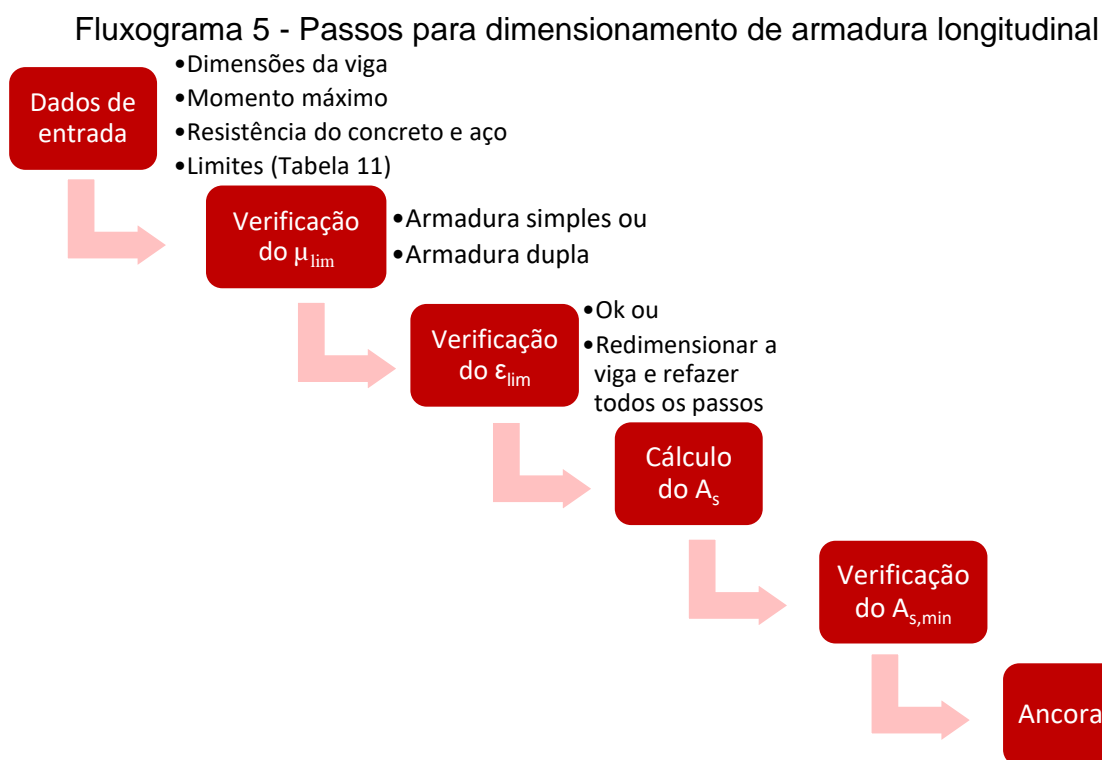 Fluxograma 5 - Passos para dimensionamento de armadura longitudinal
Dados de
entrada
•Dimensões da viga
•Momento máximo
•Resistência do concreto e aço
•Limites (Tabela 11)
Verificação
do μlim
•Armadura simples ou
•Armadura dupla
Verificação
do εlim
•Ok ou
•Redimensionar a
viga e refazer
todos os passos
Cálculo
do As
Verificação
do As,min